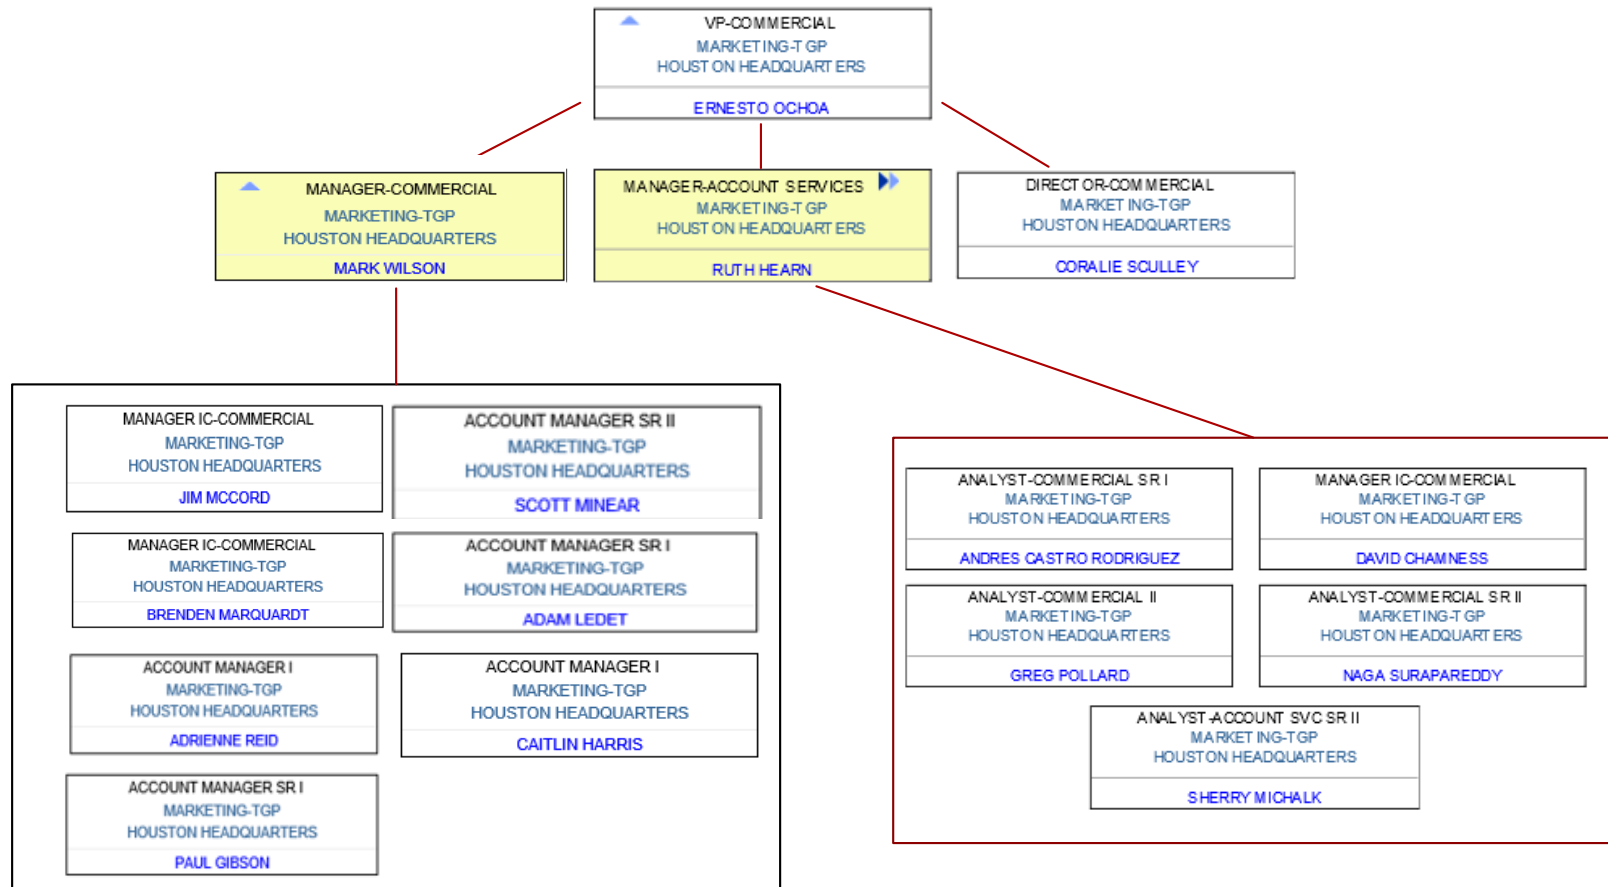 VP-COMMERCIAL
MARKETING-TGP
HOUSTON HEADQUARTERS
ERNESTO OCHOA
MANAGER-COMMERCIAL
MARKETING-TGP
HOUSTON HEADQUARTERS
MARK WILSON
MANAGER-ACCOUNT SERVICES
MARKETING-TGP
HOUSTON HEADQUARTERS
RUTH HEARN
DIRECTOR-COMMERCIAL
MARKETING-TGP
HOUSTON HEADQUARTERS
CORALIE SCULLEY
MANAGER IC-COMMERCIAL
MARKETING-TGP
HOUSTON HEADQUARTERS
JIM MCCORD
ACCOUNT MANAGER SR II
MARKETING-TGP
HOUSTON HEADQUARTERS
SCOTT MINEAR
MANAGER IC-COMMERCIAL
MARKETING-TGP
HOUSTON HEADQUARTERS
BRENDEN MARQUARDT
ACCOUNT MANAGER SR I
MARKETING-TGP
HOUSTON HEADQUARTERS
ADAM LEDET
ACCOUNT MANAGER I
MARKETING-TGP
HOUSTON HEADQUARTERS
ADRIENNE REID
ACCOUNT MANAGER I
MARKETING-TGP
HOUSTON HEADQUARTERS
CAITLIN HARRIS
ACCOUNT MANAGER SR I
MARKETING-TGP
HOUSTON HEADQUARTERS
PAUL GIBSON
ANALYST-COMMERCIAL SR I
MARKETING-TGP
HOUSTON HEADQUARTERS
ANDRES CASTRO RODRIGUEZ
MANAGER IC-COMMERCIAL
MARKETING-TGP
HOUSTON HEADQUARTERS
DAVID CHAMNESS
ANALYST-COMMERCIAL II
MARKETING-TGP
HOUSTON HEADQUARTERS
GREG POLLARD
ANALYST-COMMERCIAL SR II
MARKETING-TGP
HOUSTON HEADQUARTERS
NAGA SURAPAREDDY
ANALYST-ACCOUNT SVC SR II
MARKETING-TGP
HOUSTON HEADQUARTERS
SHERRY MICHALK